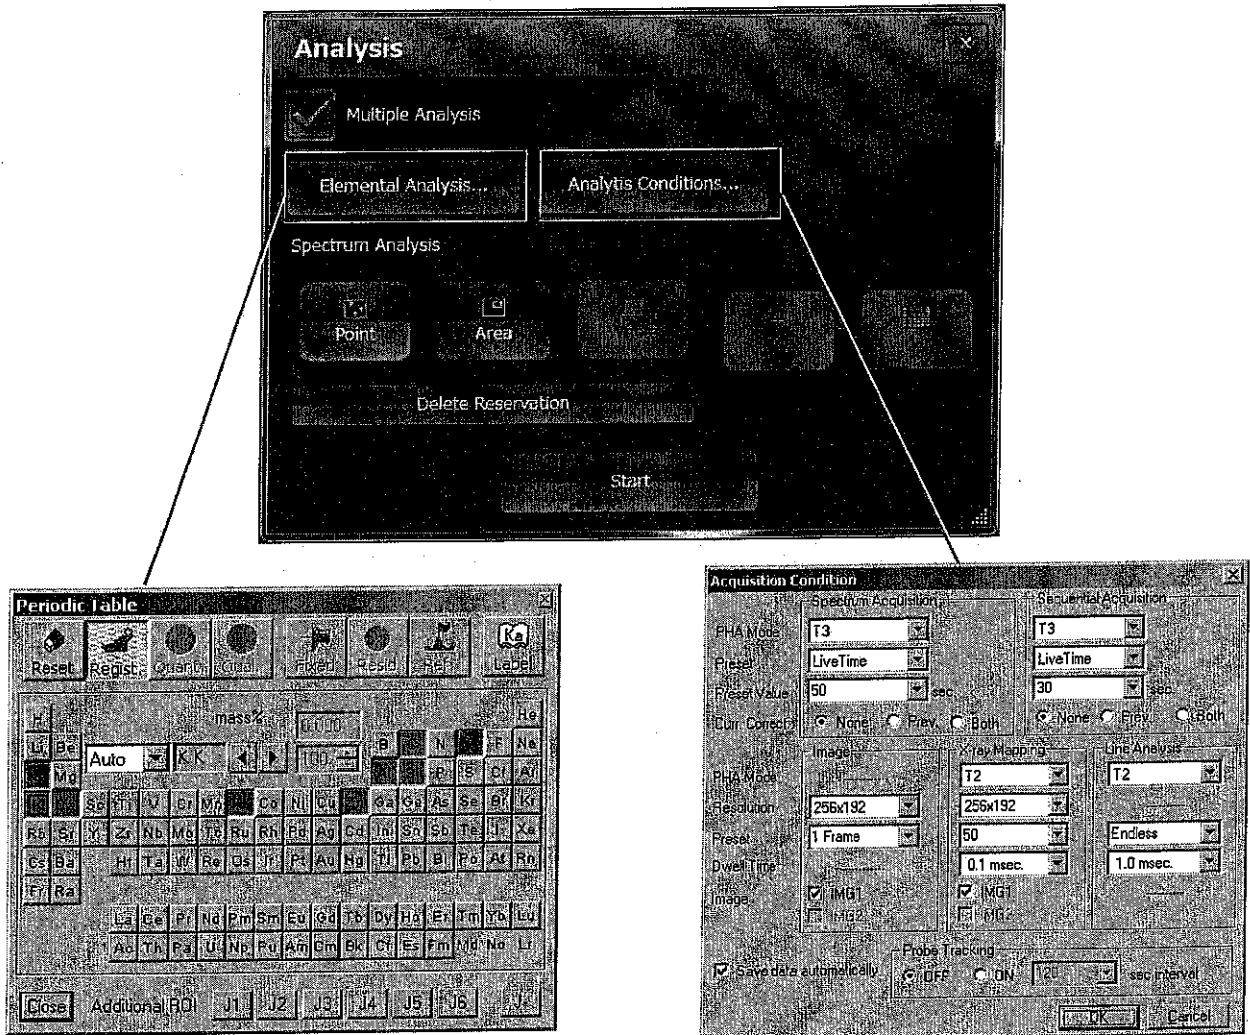 Analysis
Multiple Analysis
Elemental Analysis... Analytis Conditions...
Spectrum Analysis
Point Area
Delete Reservation
Start
Periodic Table
Reset Regist. Quant. Qual. Fixed Resid Ref. Ka Label
mass%
H He
Li Be Auto KK 100. B N F Ne
Mg P S Cl Ar
Sc Ti V Cr Mn Co Ni Cu Ga Ge As Se Br Kr
Rb Sr Y Zr Nb Mo Tc Ru Rh Pd Ag Cd In Sn Sb Te I Xe
Cs Ba Hf Ta W Re Os Ir Pt Au Hg Tl Pb Bi Po At Rn
Fr Ra
La Ce Pr Nd Pm Sm Eu Gd Tb Dy Ho Er Tm Yb Lu
Ac Th Pa U Np Pu Am Cm Bk Cf Es Fm Md No Lr
Close Additional ROI J1 J2 J3 J4 J5 J6
Acquisition Condition
Spectrum Acquisition Sequential Acquisition
PHA Mode T3 T3
Preset LiveTime LiveTime
Preset Value 50 sec. 30 sec.
Curr. Correct None Prev. Both None Prev. Both
Image X-ray Mapping Line Analysis
PHA Mode T2 T2
Resolution 256x192 256x192
Preset 1 Frame 50 Endless
Dwell Time 0.1 msec. 1.0 msec.
Image IMG1 IMG1
IMG2 IMG2
Probe Tracking
Save data automatically OFF ON 120 sec interval
OK Cancel